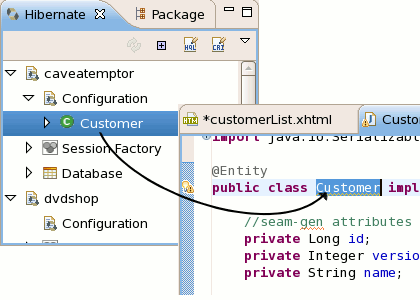 Hibernate
Package
HQL
CRI
caveatemptor
Configuration
Customer
Session Factory
Database
dvdshop
Configuration
*customerList.xhtml
Custo
import java.io.Serializabl
@Entity
public class Customer impl
//seam-gen attributes
private Long id;
private Integer versio
private String name;